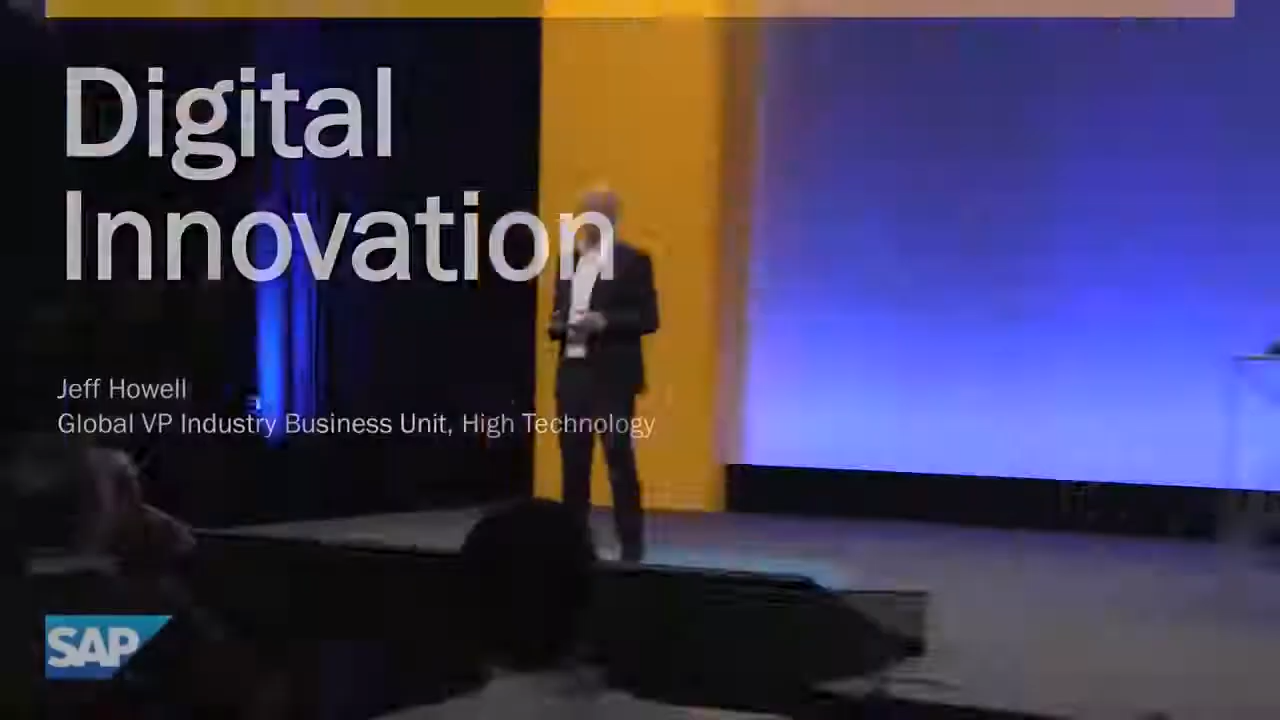 Digital
Innovation
Jeff Howell
Global VP Industry Business Unit, High Technology
SAP